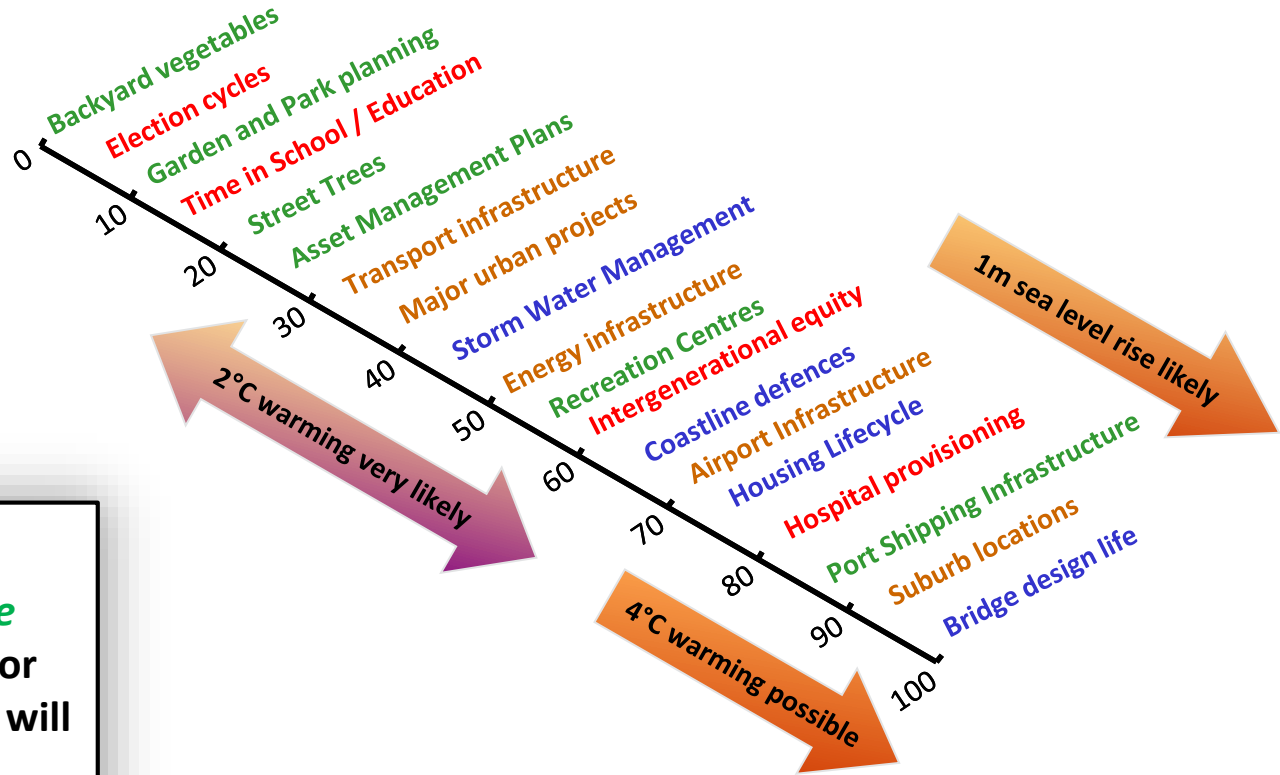 Backyard vegetables
Election cycles
Garden and Park planning
Time in School / Education
Street Trees
Asset Management Plans
Transport infrastructure
Major urban projects
Storm Water Management
Energy infrastructure
Recreation Centres
Intergenerational equity
Coastline defences
Airport Infrastructure
Housing Lifecycle
Hospital provisioning
Port Shipping Infrastructure
Suburb locations
Bridge design life
0
10
20
30
40
50
60
70
80
90
100
1m sea level rise likely
2°C warming very likely
4°C warming possible
e
or
will